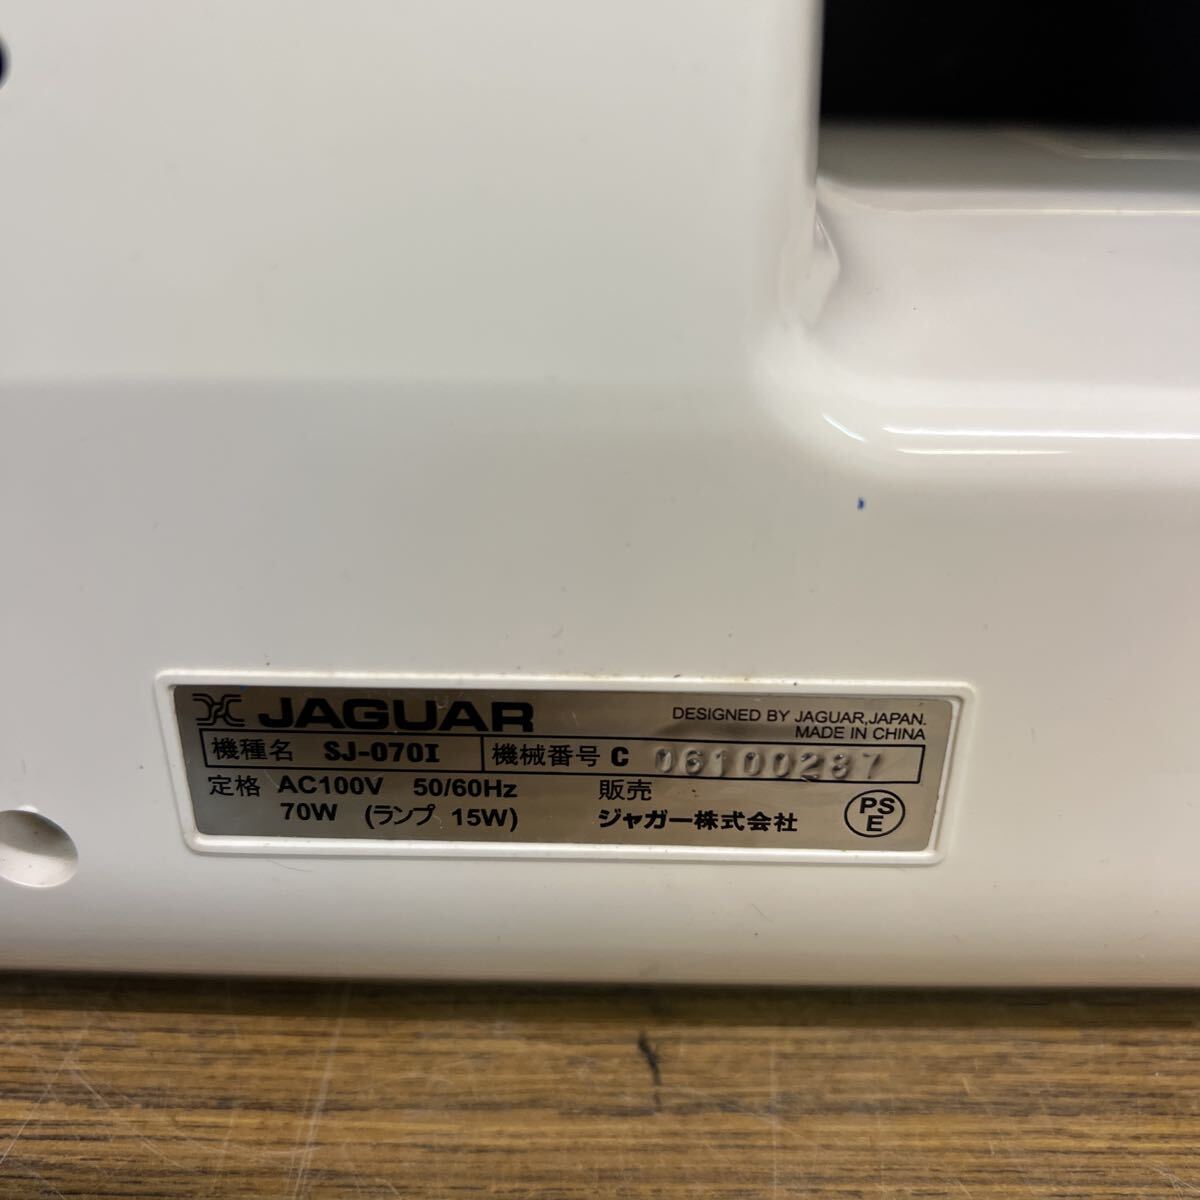 JAGUAR
DESIGNED BY JAGUAR,JAPAN.
MADE IN CHINA
機種名 SJ-070I 機械番号 C 06100287
定格 AC100V 50/60Hz
70W (ランプ 15W)
販売
ジャガー株式会社
PS
E